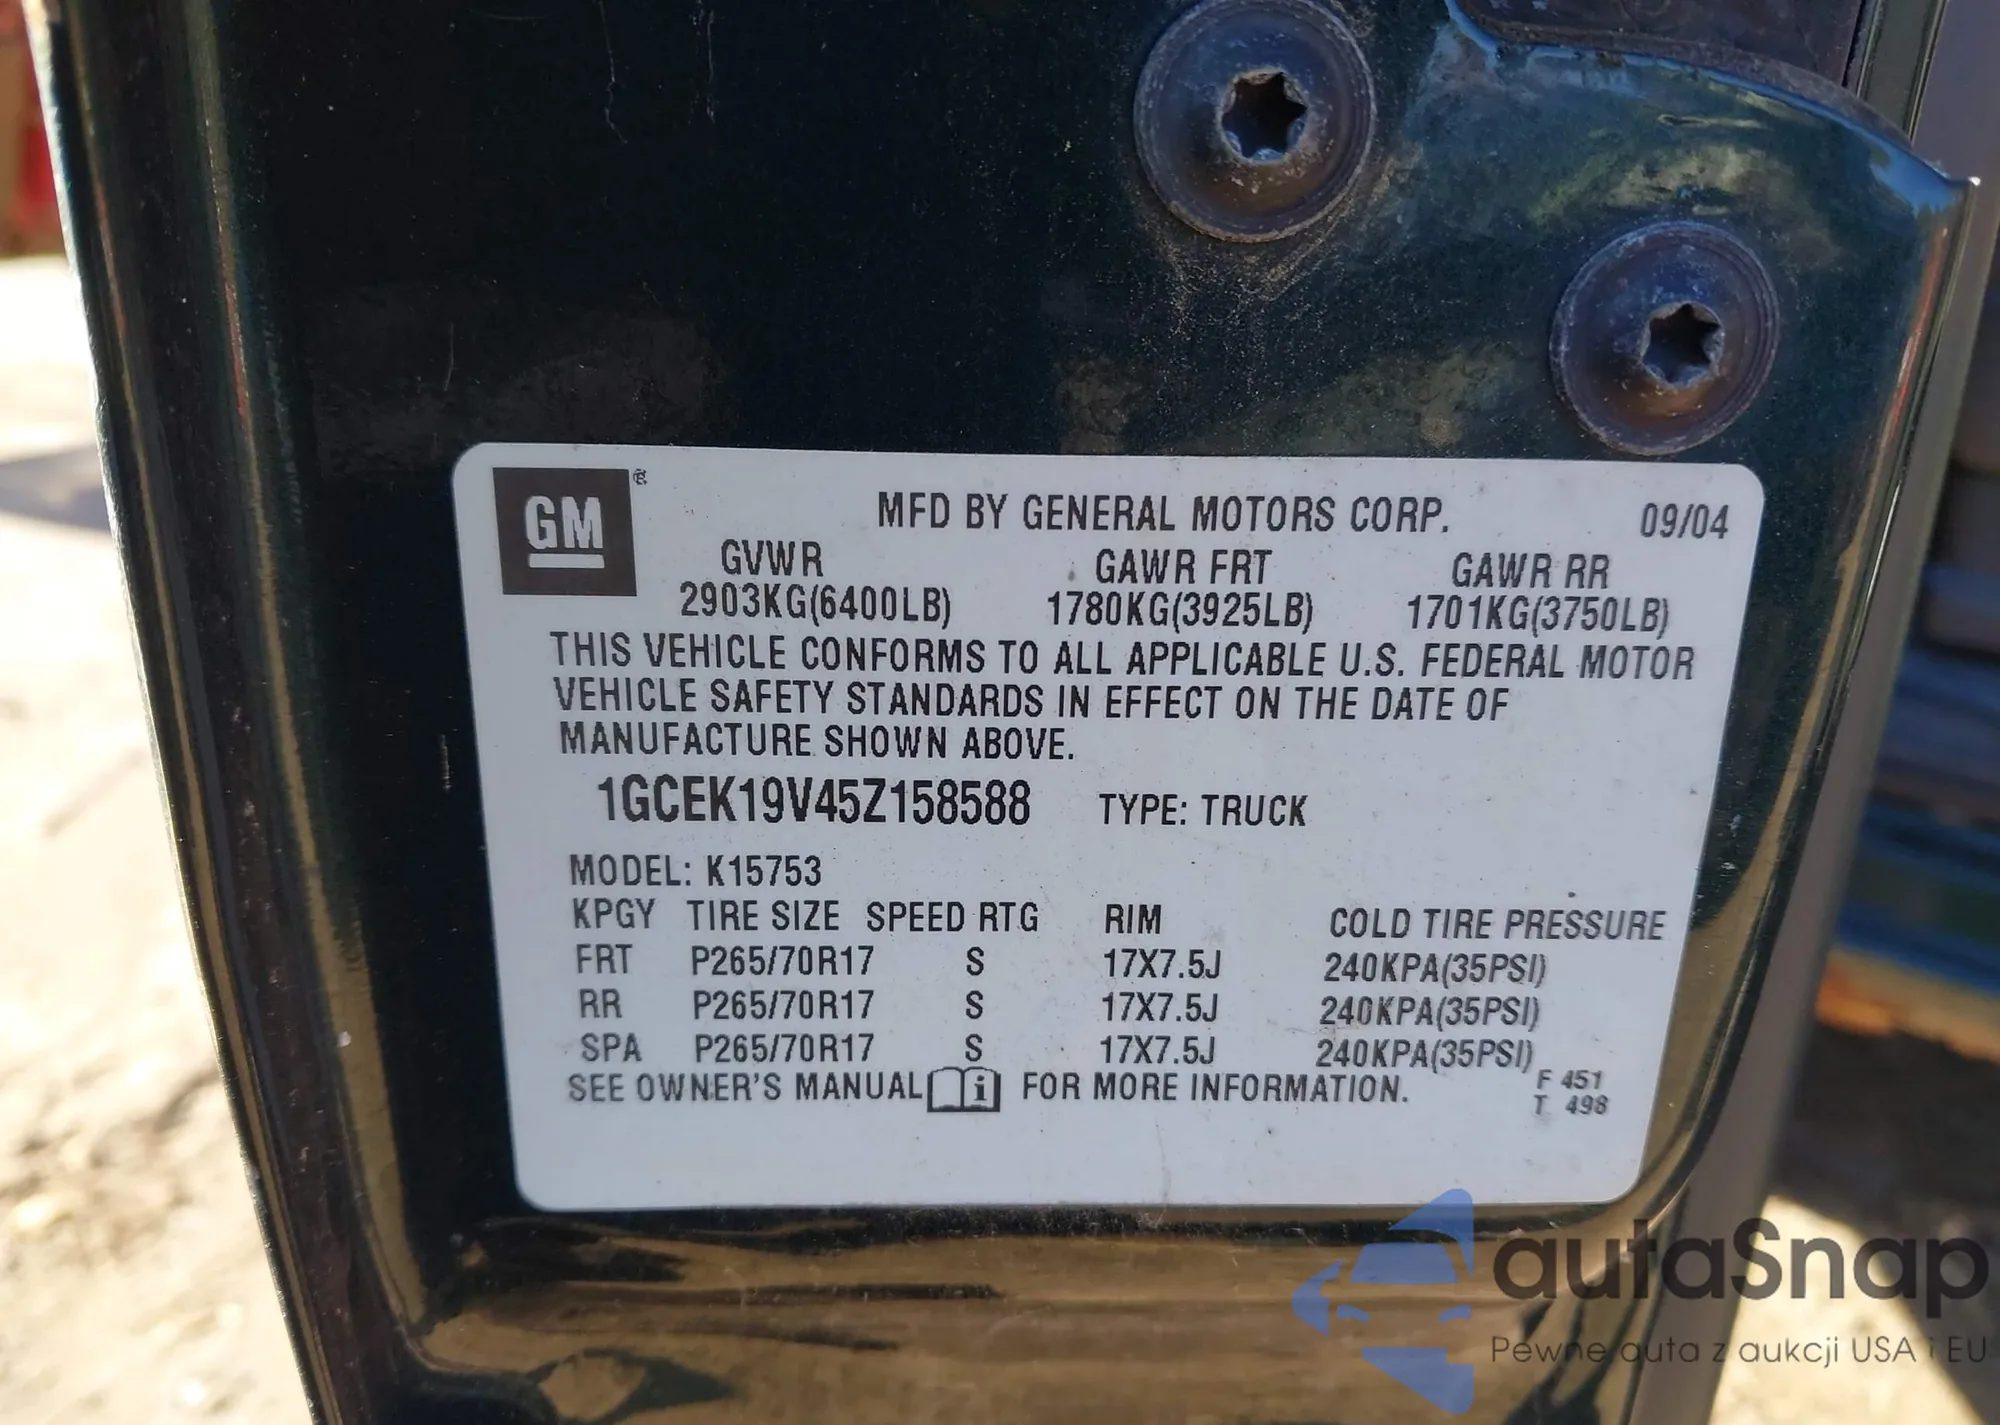 GM ®
MFD BY GENERAL MOTORS CORP. 09/04
GVWR GAWR FRT GAWR RR
2903KG(6400LB) 1780KG(3925LB) 1701KG(3750LB)
THIS VEHICLE CONFORMS TO ALL APPLICABLE U.S. FEDERAL MOTOR
VEHICLE SAFETY STANDARDS IN EFFECT ON THE DATE OF
MANUFACTURE SHOWN ABOVE.
1GCEK19V45Z158588 TYPE: TRUCK
MODEL: K15753
KPGY TIRE SIZE SPEED RTG RIM COLD TIRE PRESSURE
FRT P265/70R17 S 17X7.5J 240KPA(35PSI)
RR P265/70R17 S 17X7.5J 240KPA(35PSI)
SPA P265/70R17 S 17X7.5J 240KPA(35PSI)
SEE OWNER'S MANUAL i FOR MORE INFORMATION.
F 451
T 498
autaSnap
Pewne auta z aukcji USA i EU